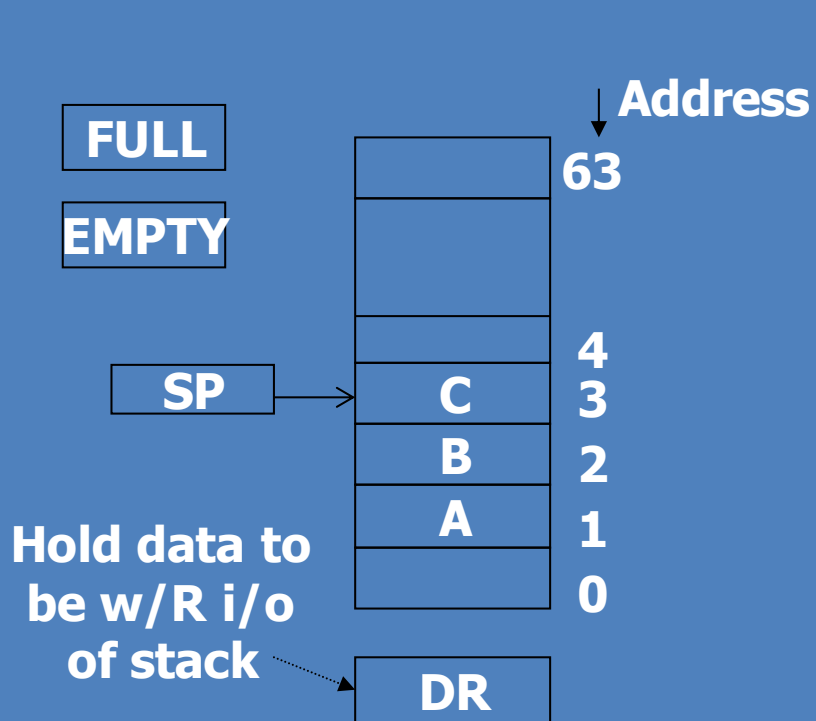 Address
FULL
63
EMPTY
4
SP
C
3
B
2
A
1
Hold data to
be w/R i/o
of stack
0
DR